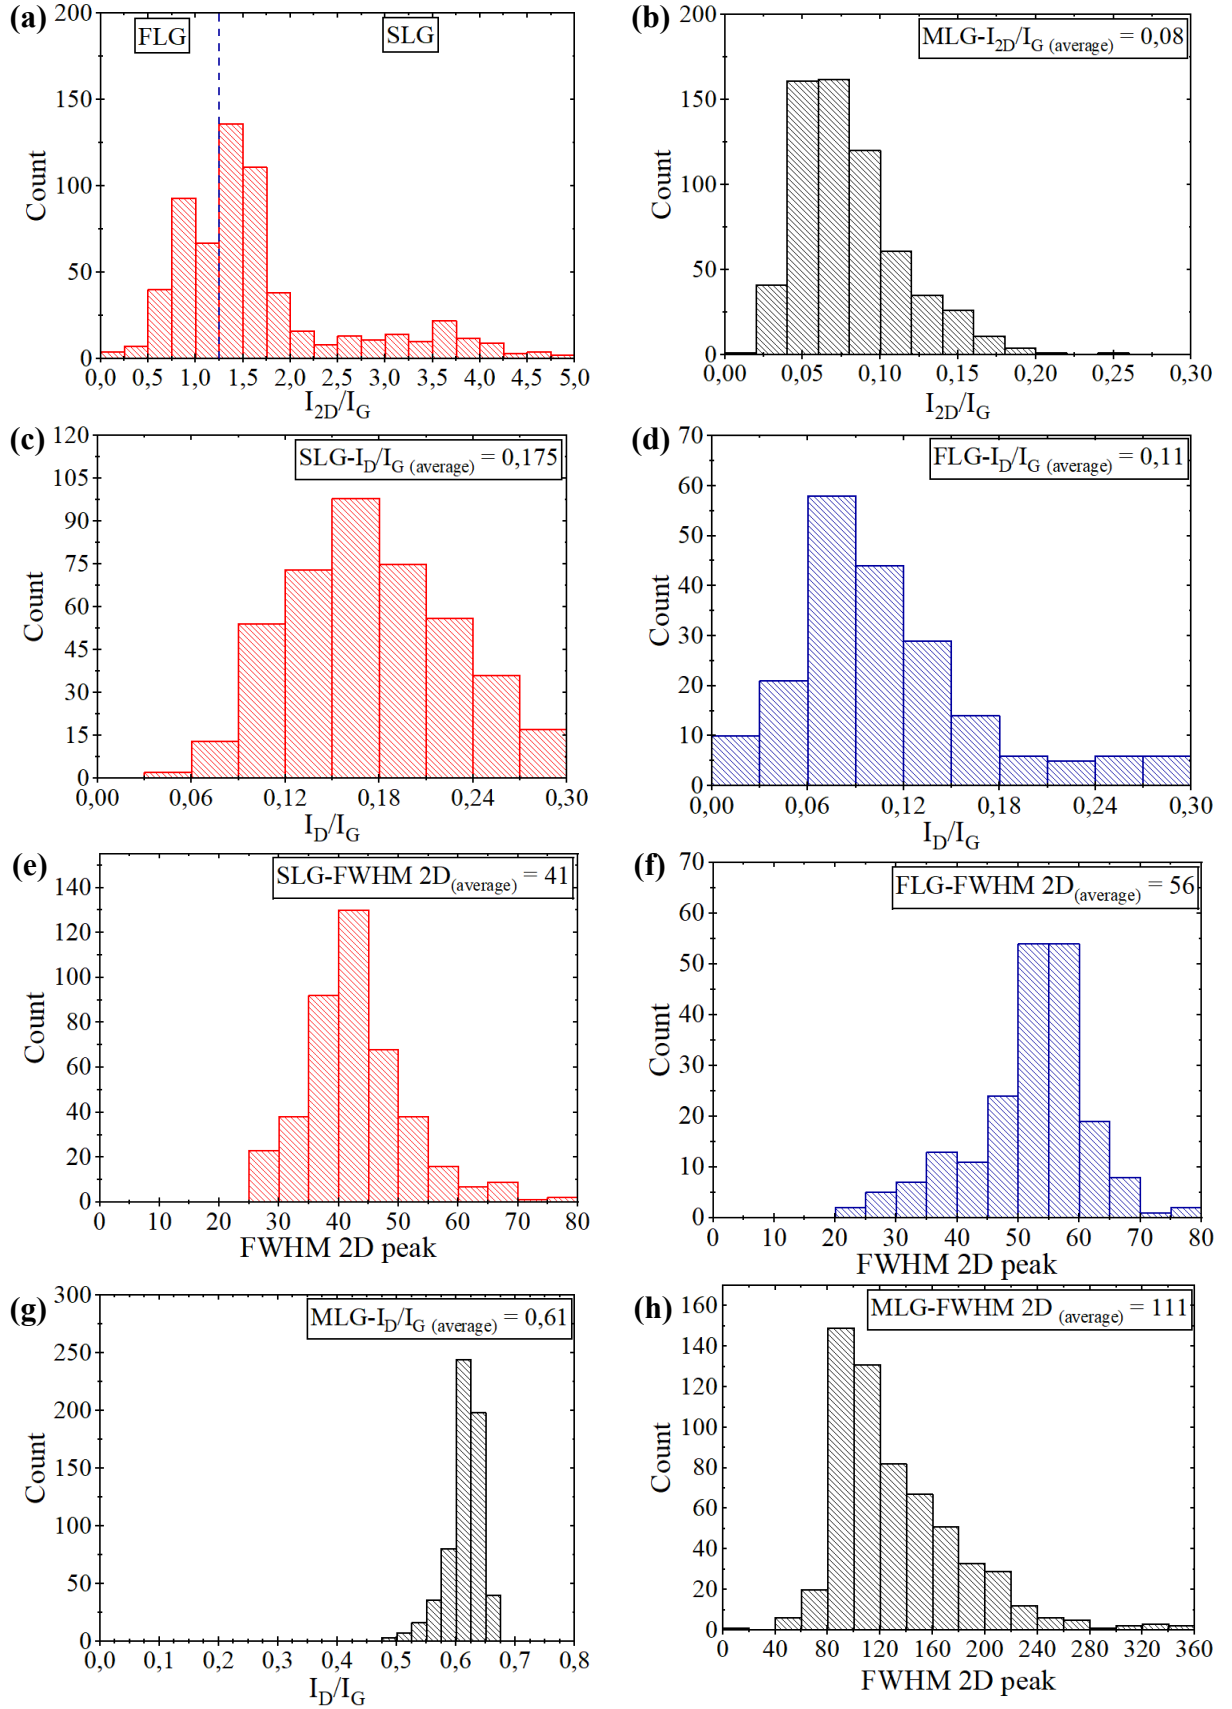 (a)
FLG
SLG
200
150
100
50
0
Count
0,0 0,5 1,0 1,5 2,0 2,5 3,0 3,5 4,0 4,5 5,0
I2D/IG
(b)
MLG-I2D/IG (average) = 0,08
200
150
100
50
0
Count
0,00 0,05 0,10 0,15 0,20 0,25 0,30
I2D/IG
(c)
SLG-ID/IG (average) = 0,175
120
105
90
75
60
45
30
15
0
Count
0,00 0,06 0,12 0,18 0,24 0,30
ID/IG
(d)
FLG-ID/IG (average) = 0,11
70
60
50
40
30
20
10
0
Count
0,00 0,06 0,12 0,18 0,24 0,30
ID/IG
(e)
SLG-FWHM 2D(average) = 41
140
120
100
80
60
40
20
0
Count
0 10 20 30 40 50 60 70 80
FWHM 2D peak
(f)
FLG-FWHM 2D(average) = 56
70
60
50
40
30
20
10
0
Count
0 10 20 30 40 50 60 70 80
FWHM 2D peak
(g)
MLG-ID/IG (average) = 0,61
300
250
200
150
100
50
0
Count
0,0 0,1 0,2 0,3 0,4 0,5 0,6 0,7 0,8
ID/IG
(h)
MLG-FWHM 2D (average) = 111
160
140
120
100
80
60
40
20
0
Count
0 40 80 120 160 200 240 280 320 360
FWHM 2D peak